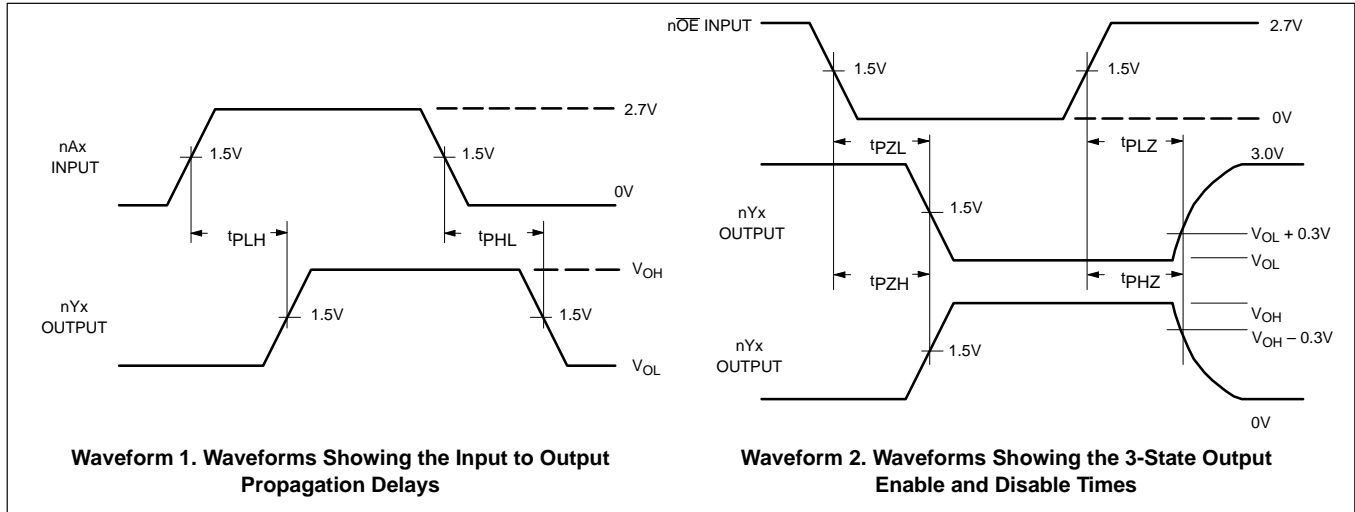 nAx
INPUT
1.5V
1.5V
2.7V
0V
tPLH
tPHL
nYx
OUTPUT
1.5V
1.5V
VOH
VOL
Waveform 1. Waveforms Showing the Input to Output
Propagation Delays
nOE INPUT
1.5V
1.5V
2.7V
0V
tPZL
tPLZ
3.0V
nYx
OUTPUT
1.5V
VOL + 0.3V
VOL
tPZH
tPHZ
nYx
OUTPUT
1.5V
VOH
VOH – 0.3V
0V
Waveform 2. Waveforms Showing the 3-State Output
Enable and Disable Times